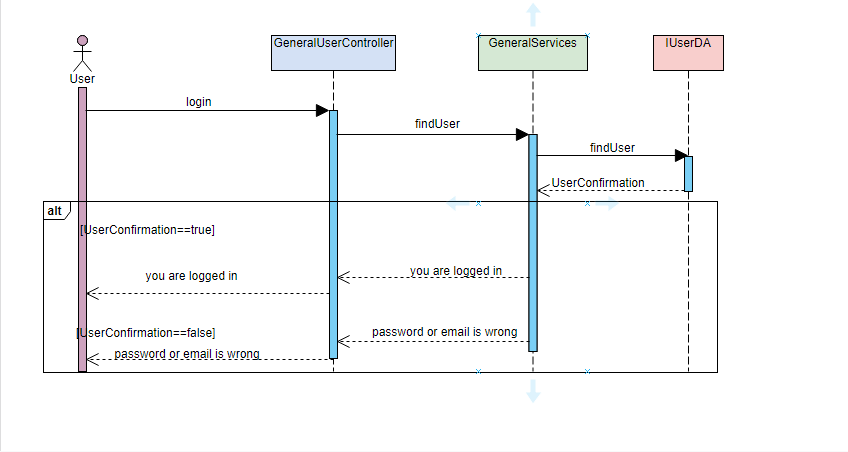 GeneralUserController
GeneralServices
IUserDA
User
login
findUser
findUser
UserConfirmation
alt
[UserConfirmation==true]
you are logged in
you are logged in
[UserConfirmation==false]
password or email is wrong
password or email is wrong